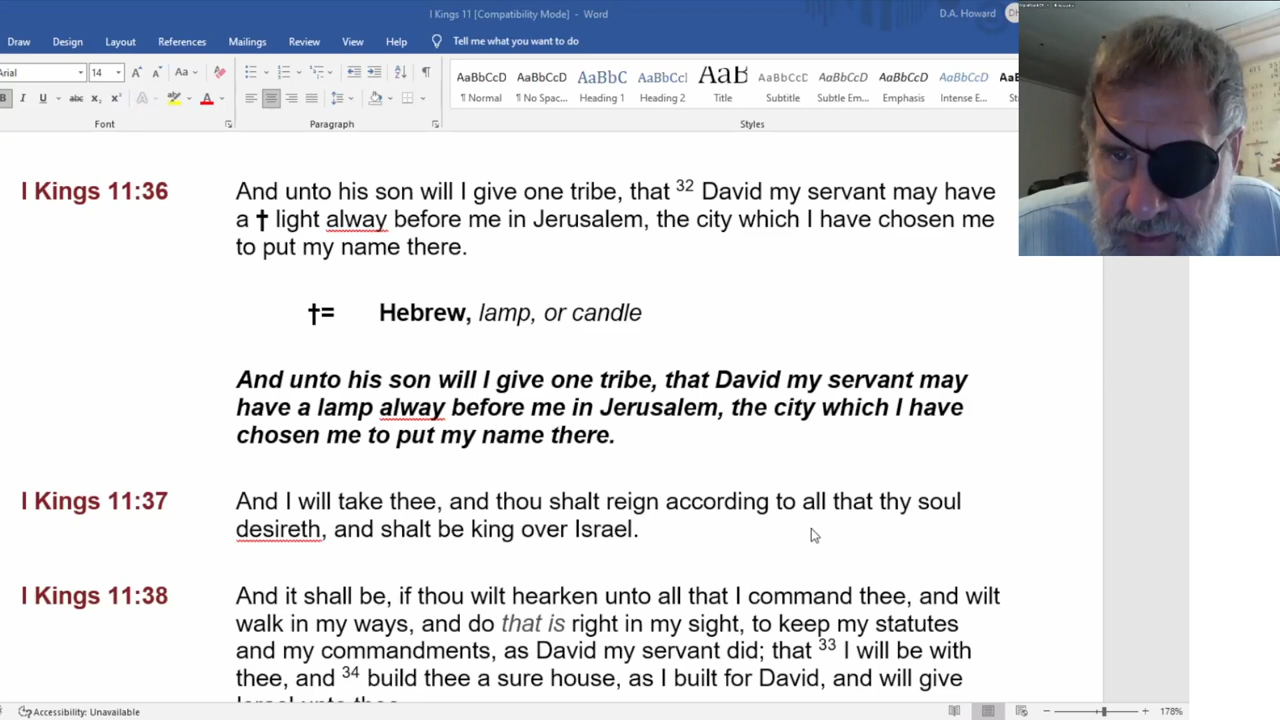 I Kings 11 [Compatibility Mode] - Word
D.A. Howard
DH
Draw Design Layout References Mailings Review View Help Tell me what you want to do
Arial 14
Aa
B I U abc x₂ x² A A
Font
Paragraph
AaBbCcD AaBbCcD AaBbC AaBbCcI AaB AaBbCcD AaBbCcD AaBbCcD AaBbCcD
¶ Normal ¶ No Spac... Heading 1 Heading 2 Title Subtitle Subtle Em... Emphasis Intense E...
Styles
I Kings 11:36 And unto his son will I give one tribe, that ³² David my servant may have
a † light alway before me in Jerusalem, the city which I have chosen me
to put my name there.
†= Hebrew, lamp, or candle
And unto his son will I give one tribe, that David my servant may
have a lamp alway before me in Jerusalem, the city which I have
chosen me to put my name there.
I Kings 11:37 And I will take thee, and thou shalt reign according to all that thy soul
desireth, and shalt be king over Israel.
I Kings 11:38 And it shall be, if thou wilt hearken unto all that I command thee, and wilt
walk in my ways, and do that is right in my sight, to keep my statutes
and my commandments, as David my servant did; that ³³ I will be with
thee, and ³⁴ build thee a sure house, as I built for David, and will give
Israel unto thee.
Accessibility: Unavailable
178%